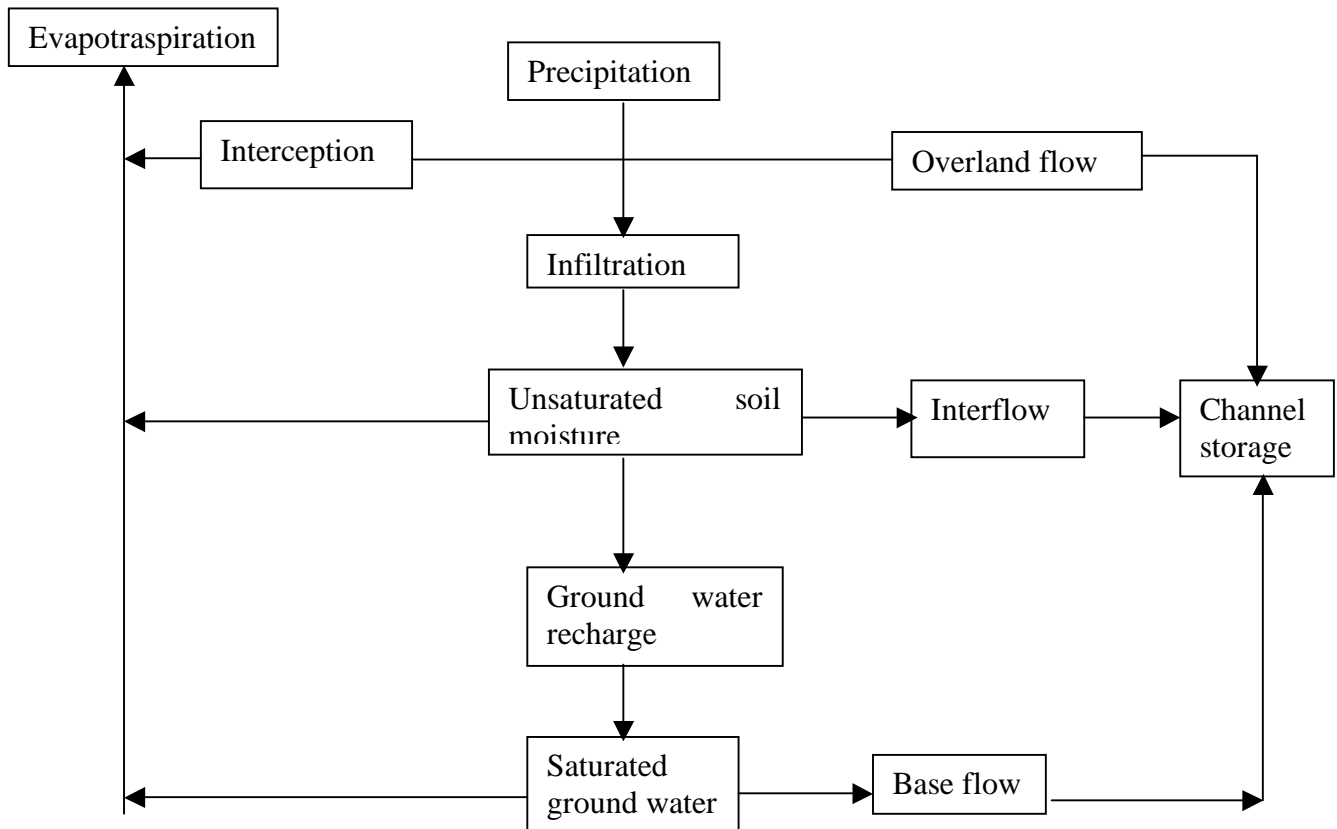 Evapotraspiration
Precipitation
Interception
Overland flow
Infiltration
Unsaturated soil
moisture
Interflow
Channel
storage
Ground water
recharge
Saturated
ground water
Base flow